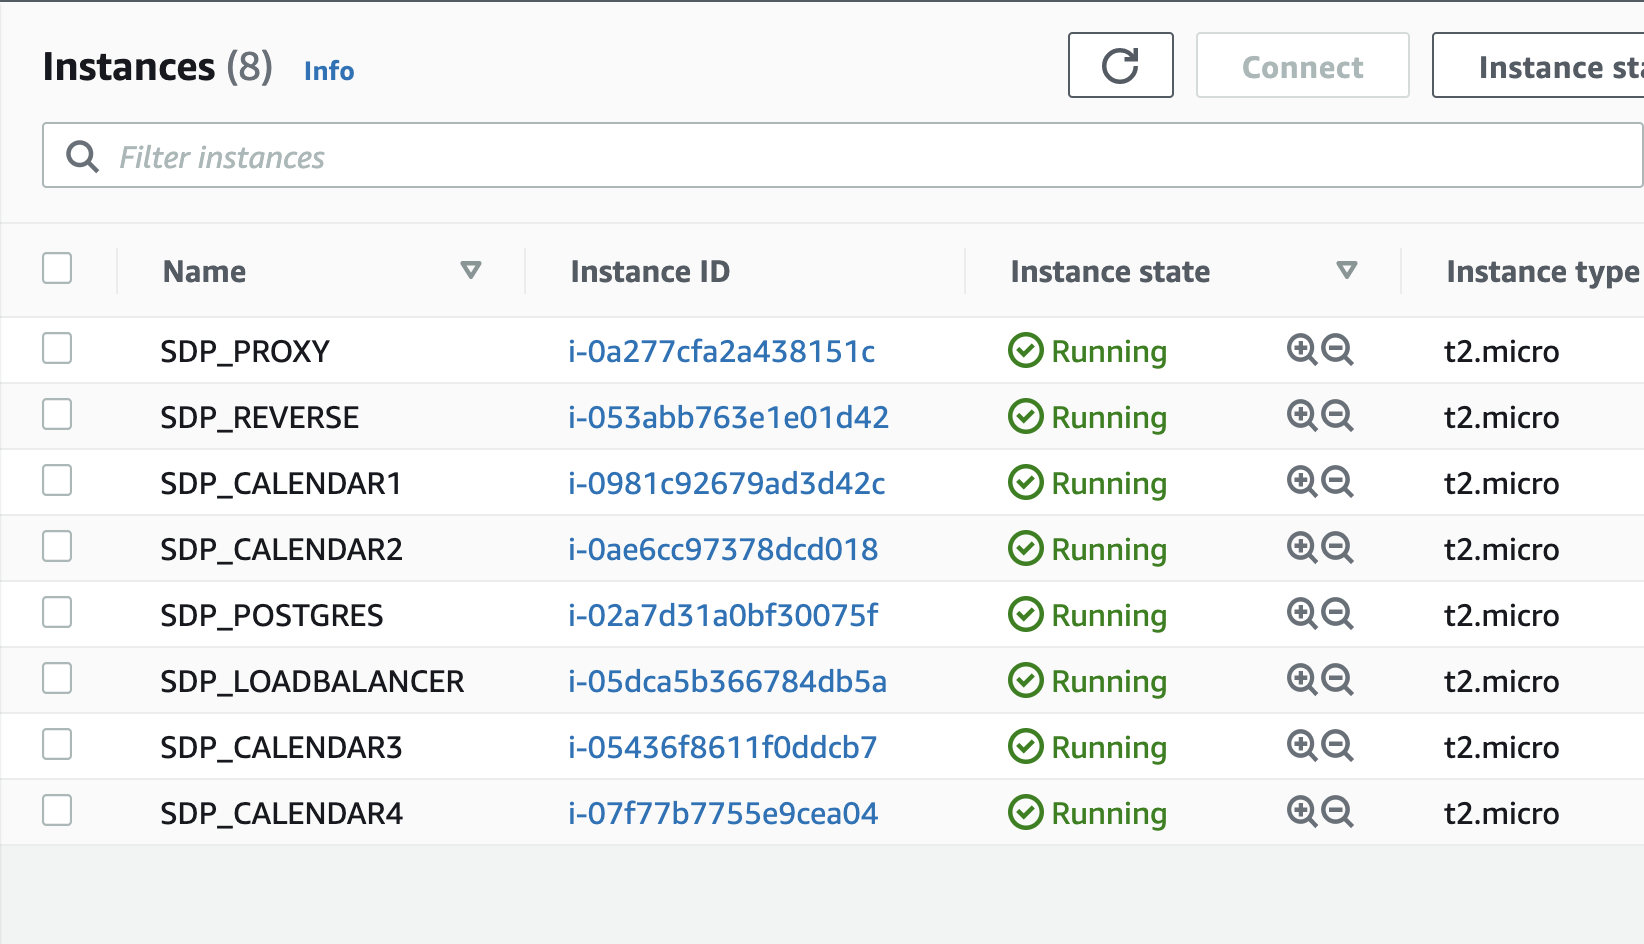 Instances (8) Info Connect Instance sta
Filter instances
Name Instance ID Instance state Instance type
SDP_PROXY i-0a277cfa2a438151c Running t2.micro
SDP_REVERSE i-053abb763e1e01d42 Running t2.micro
SDP_CALENDAR1 i-0981c92679ad3d42c Running t2.micro
SDP_CALENDAR2 i-0ae6cc97378dcd018 Running t2.micro
SDP_POSTGRES i-02a7d31a0bf30075f Running t2.micro
SDP_LOADBALANCER i-05dca5b366784db5a Running t2.micro
SDP_CALENDAR3 i-05436f8611f0ddcb7 Running t2.micro
SDP_CALENDAR4 i-07f77b7755e9cea04 Running t2.micro